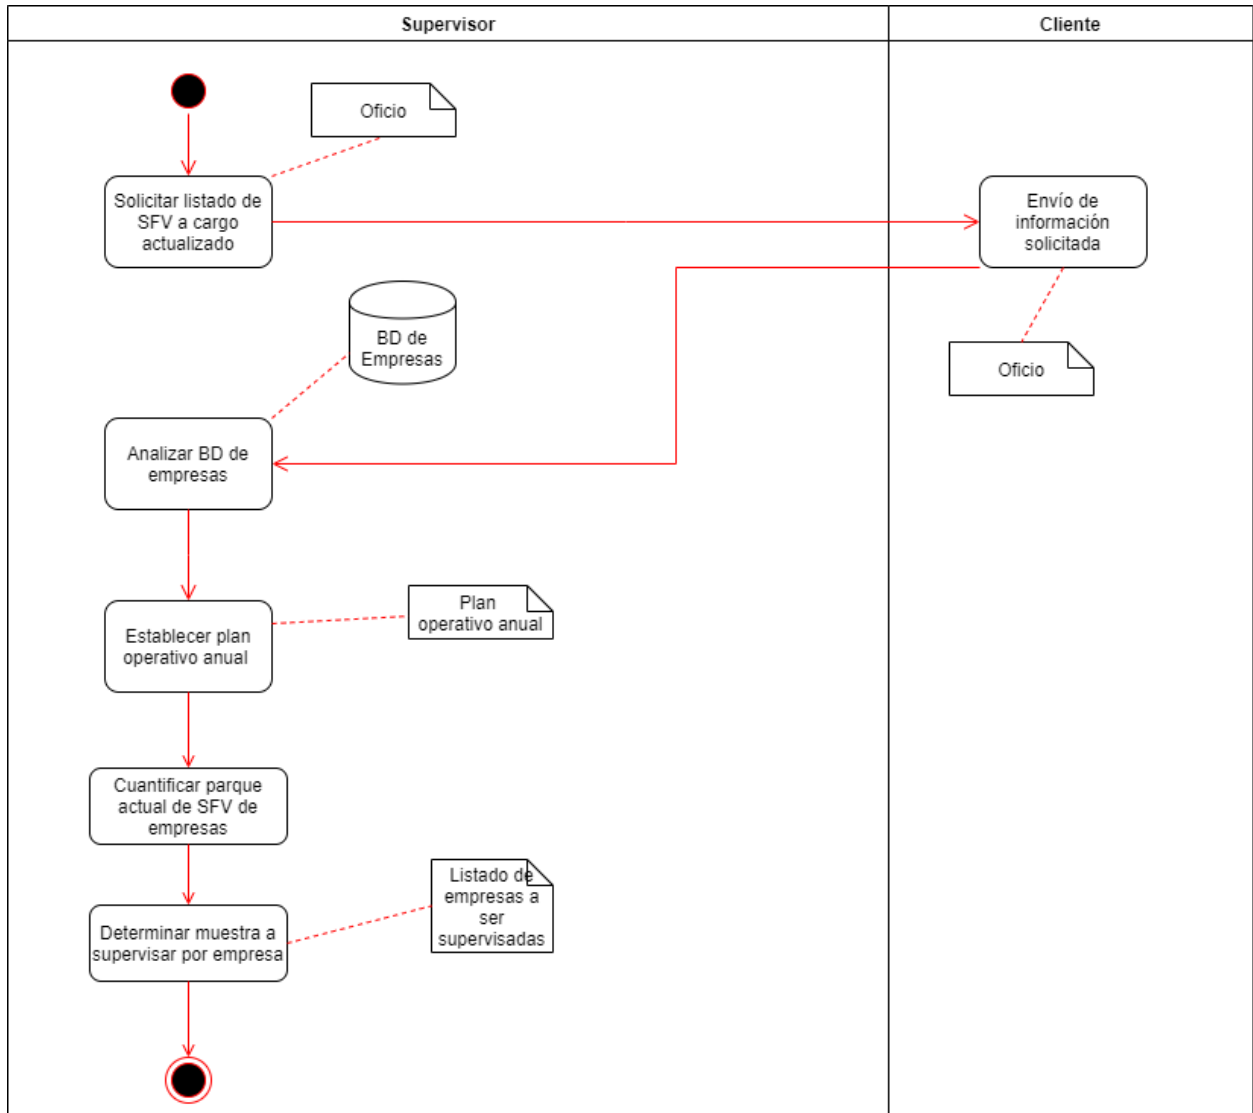 Supervisor
Cliente
Oficio
Solicitar listado de
SFV a cargo
actualizado
Envío de
información
solicitada
BD de
Empresas
Oficio
Analizar BD de
empresas
Plan
operativo anual
Establecer plan
operativo anual
Cuantificar parque
actual de SFV de
empresas
Listado de
empresas a
ser
supervisadas
Determinar muestra a
supervisar por empresa